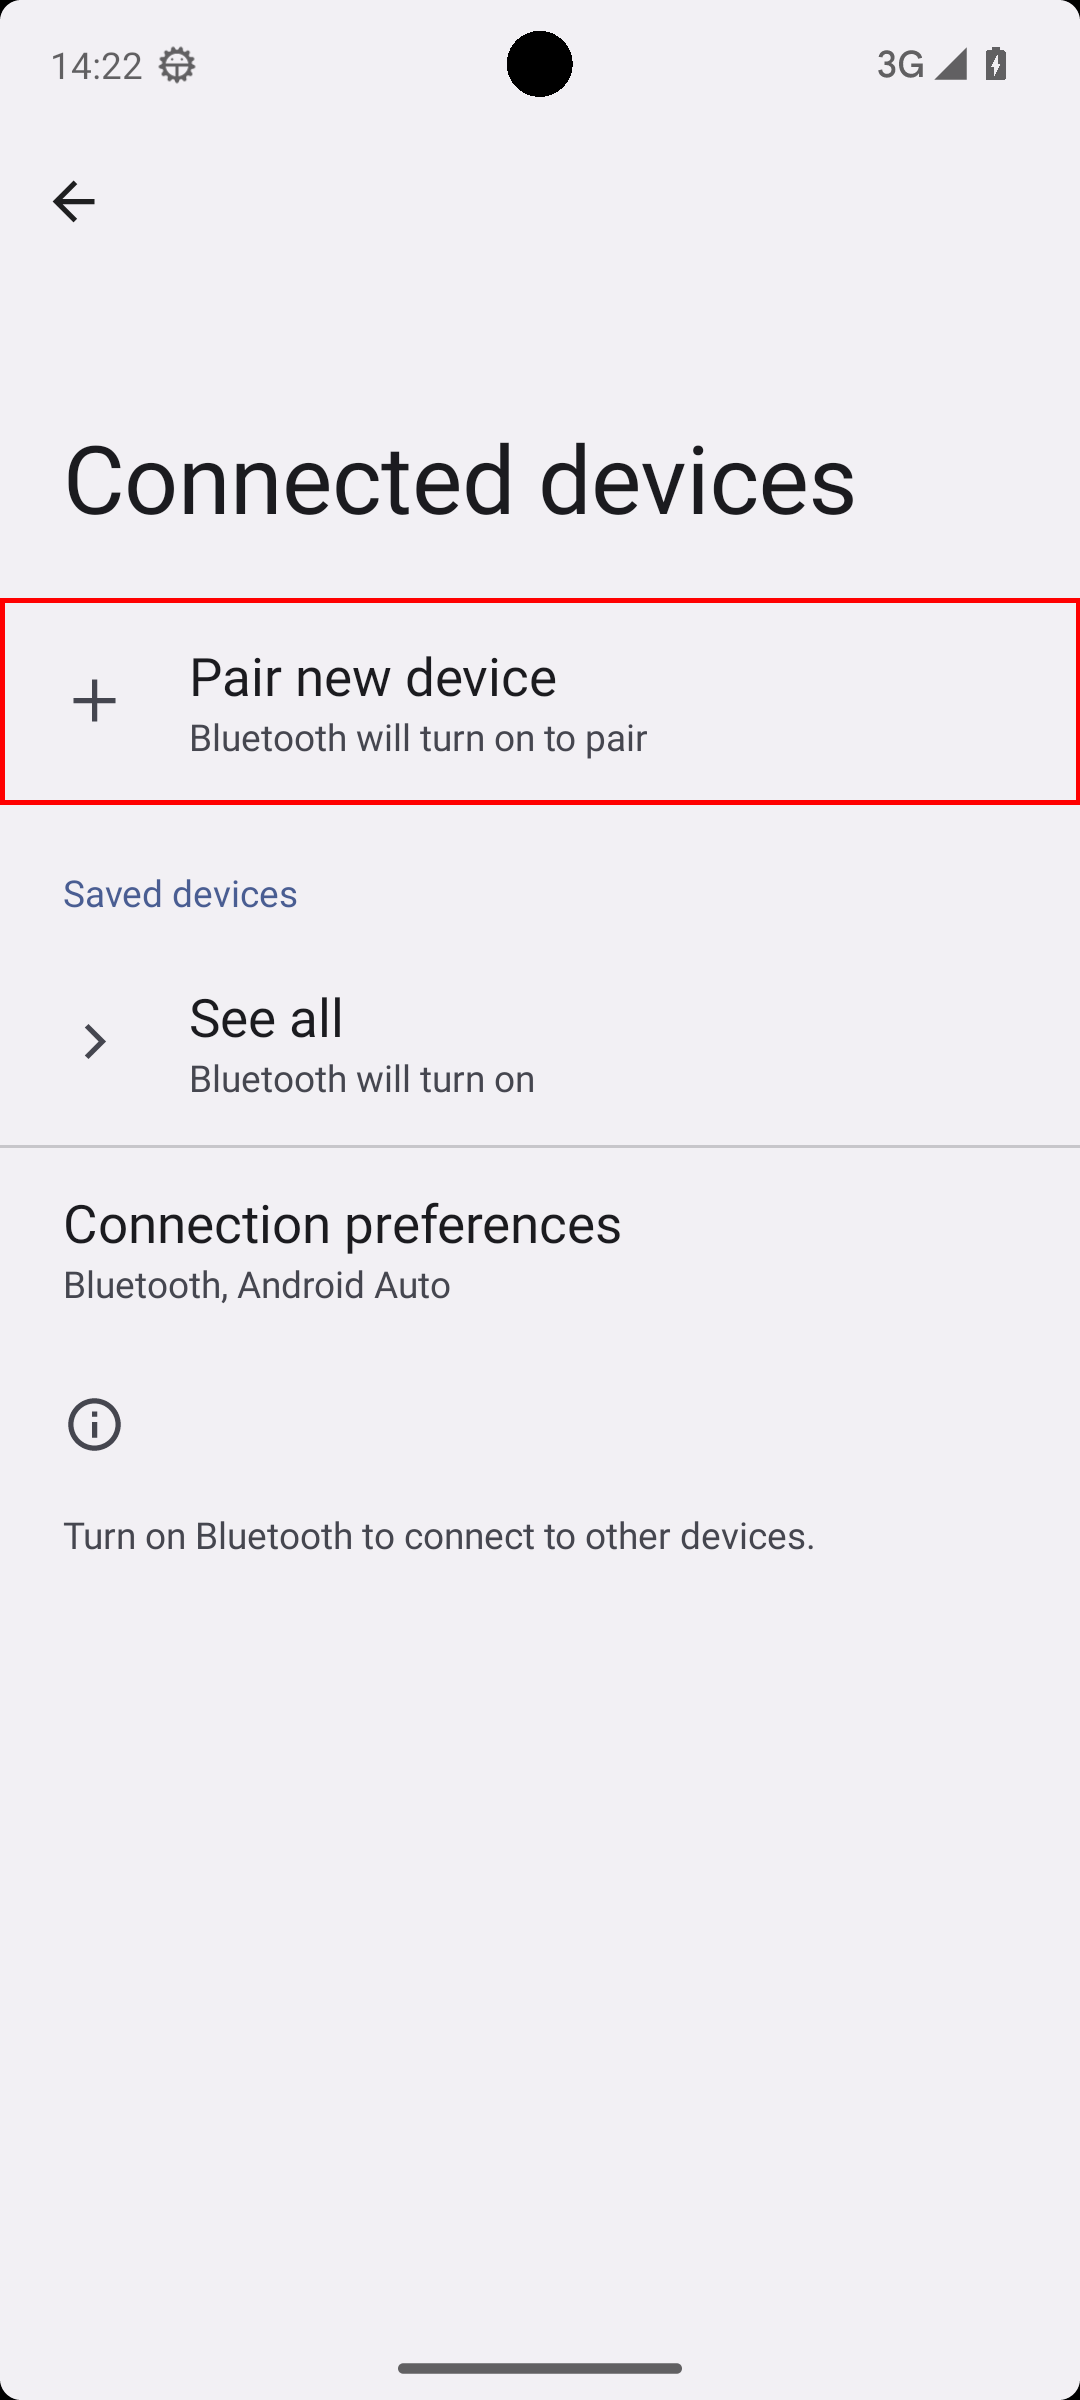 14:22
3G
Connected devices
Pair new device
Bluetooth will turn on to pair
Saved devices
See all
Bluetooth will turn on
Connection preferences
Bluetooth, Android Auto
Turn on Bluetooth to connect to other devices.